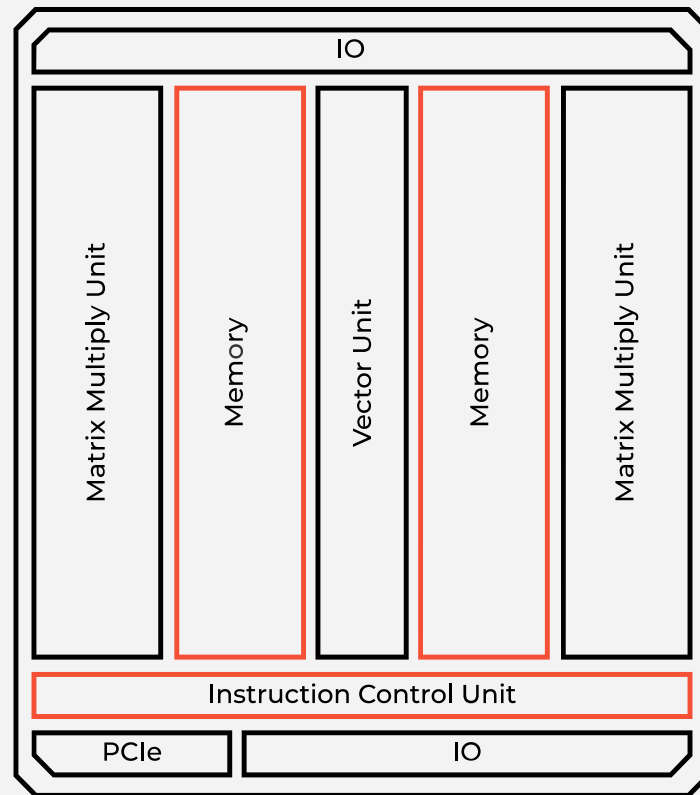 IO
Matrix Multiply Unit
Memory
Vector Unit
Memory
Matrix Multiply Unit
Instruction Control Unit
PCIe
IO